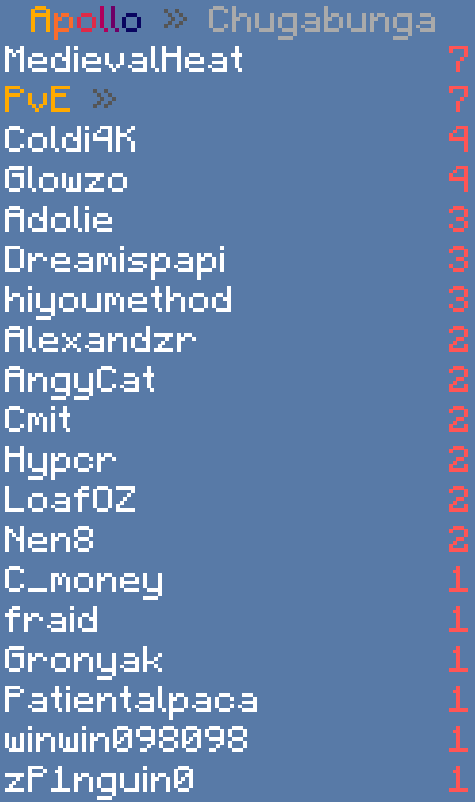 Apollo » Chugabunga
MedievalHeat 7
PvE » 7
Coldi4K 4
Glowzo 4
Adolie 3
Dreamispapi 3
hiyoumethod 3
Alexandzr 2
AngyCat 2
Cmit 2
Hypcr 2
LoafOZ 2
Nen8 2
C_money 1
fraid 1
Gronyak 1
Patientalpaca 1
winwin098098 1
zP1nguin0 1